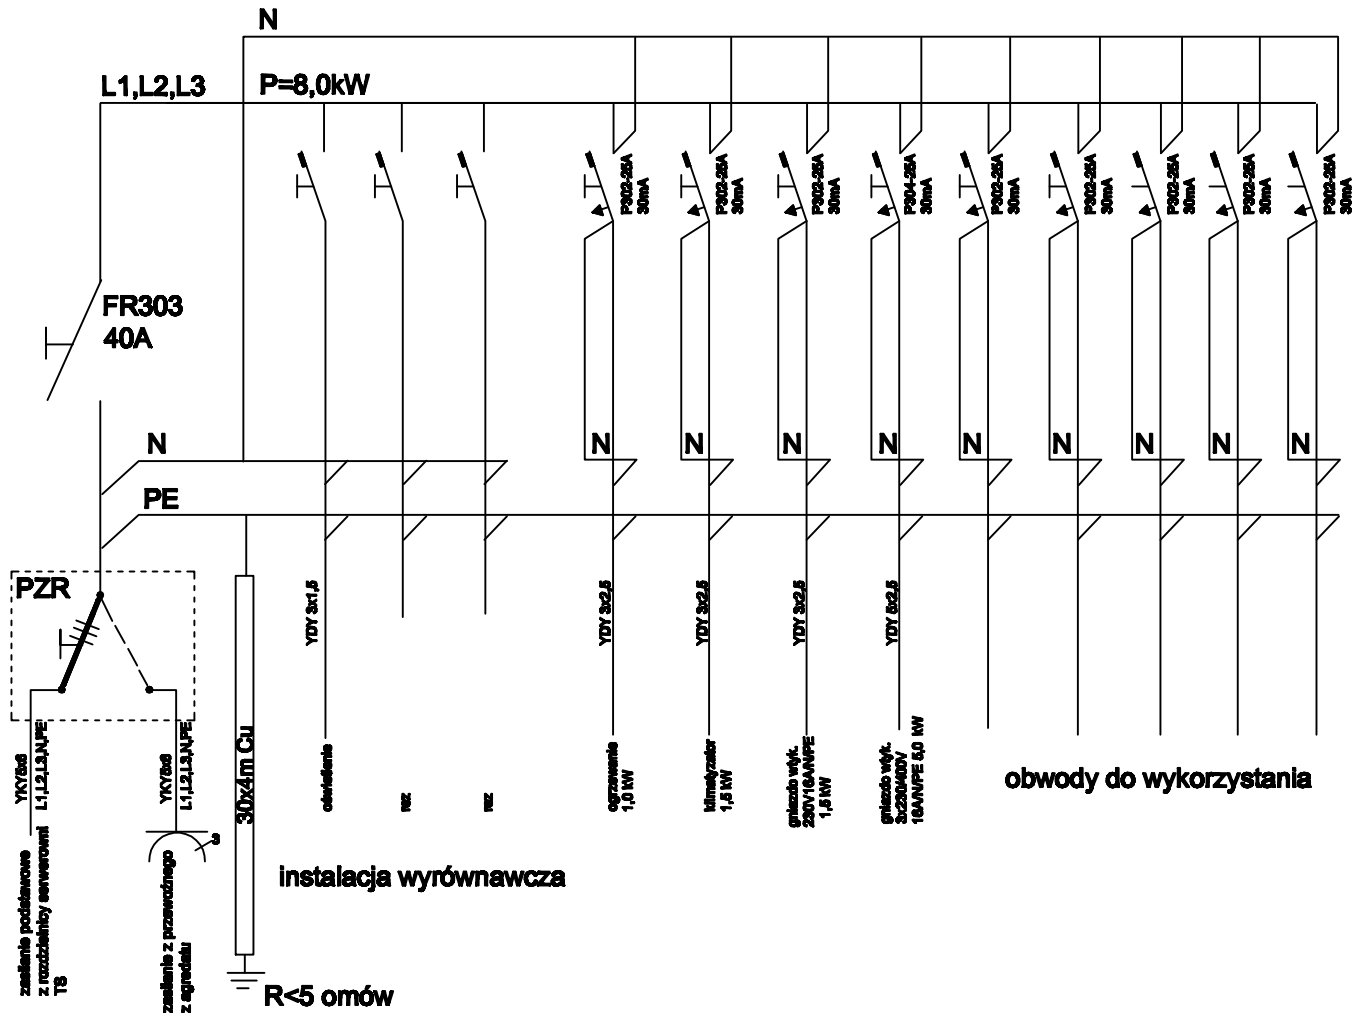 N
L1,L2,L3
P=8,0kW
P302-25A
30mA
P302-25A
30mA
P302-25A
30mA
P304-25A
30mA
P302-25A
30mA
P302-25A
30mA
P302-25A
30mA
P302-25A
30mA
P302-25A
30mA
FR303
40A
N
N
N
N
N
N
N
N
N
N
PE
PZR
YDY 3x1,5
YDY 3x2,5
YDY 3x2,5
YDY 3x2,5
YDY 5x2,5
YKY5x6
L1,L2,L3,N,PE
YKY5x6
L1,L2,L3,N,PE
30x4m Cu
oświetlenie
rez
rez
ogrzewanie
1,0 kW
klimatyzator
1,5 kW
gniazdo wtyk.
230V/16A/N/PE
1,5 kW
gniazdo wtyk.
3x230/400V
16A/N/PE 5,0 kW
obwody do wykorzystania
zasilanie podstawowe
z rozdzielnicy serwerowni
TS
zasilanie z przewoźnego
z agredatu
instalacja wyrównawcza
R<5 omów